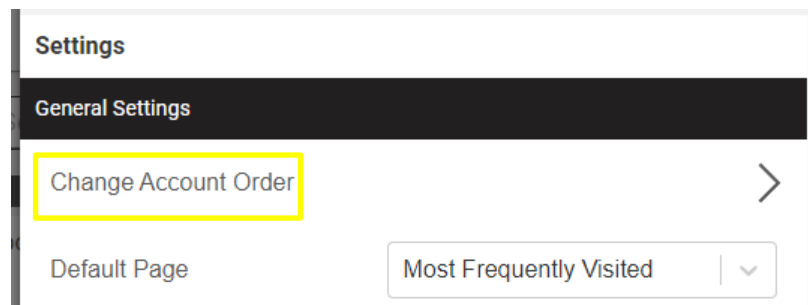 Settings
General Settings
Change Account Order
Default Page Most Frequently Visited